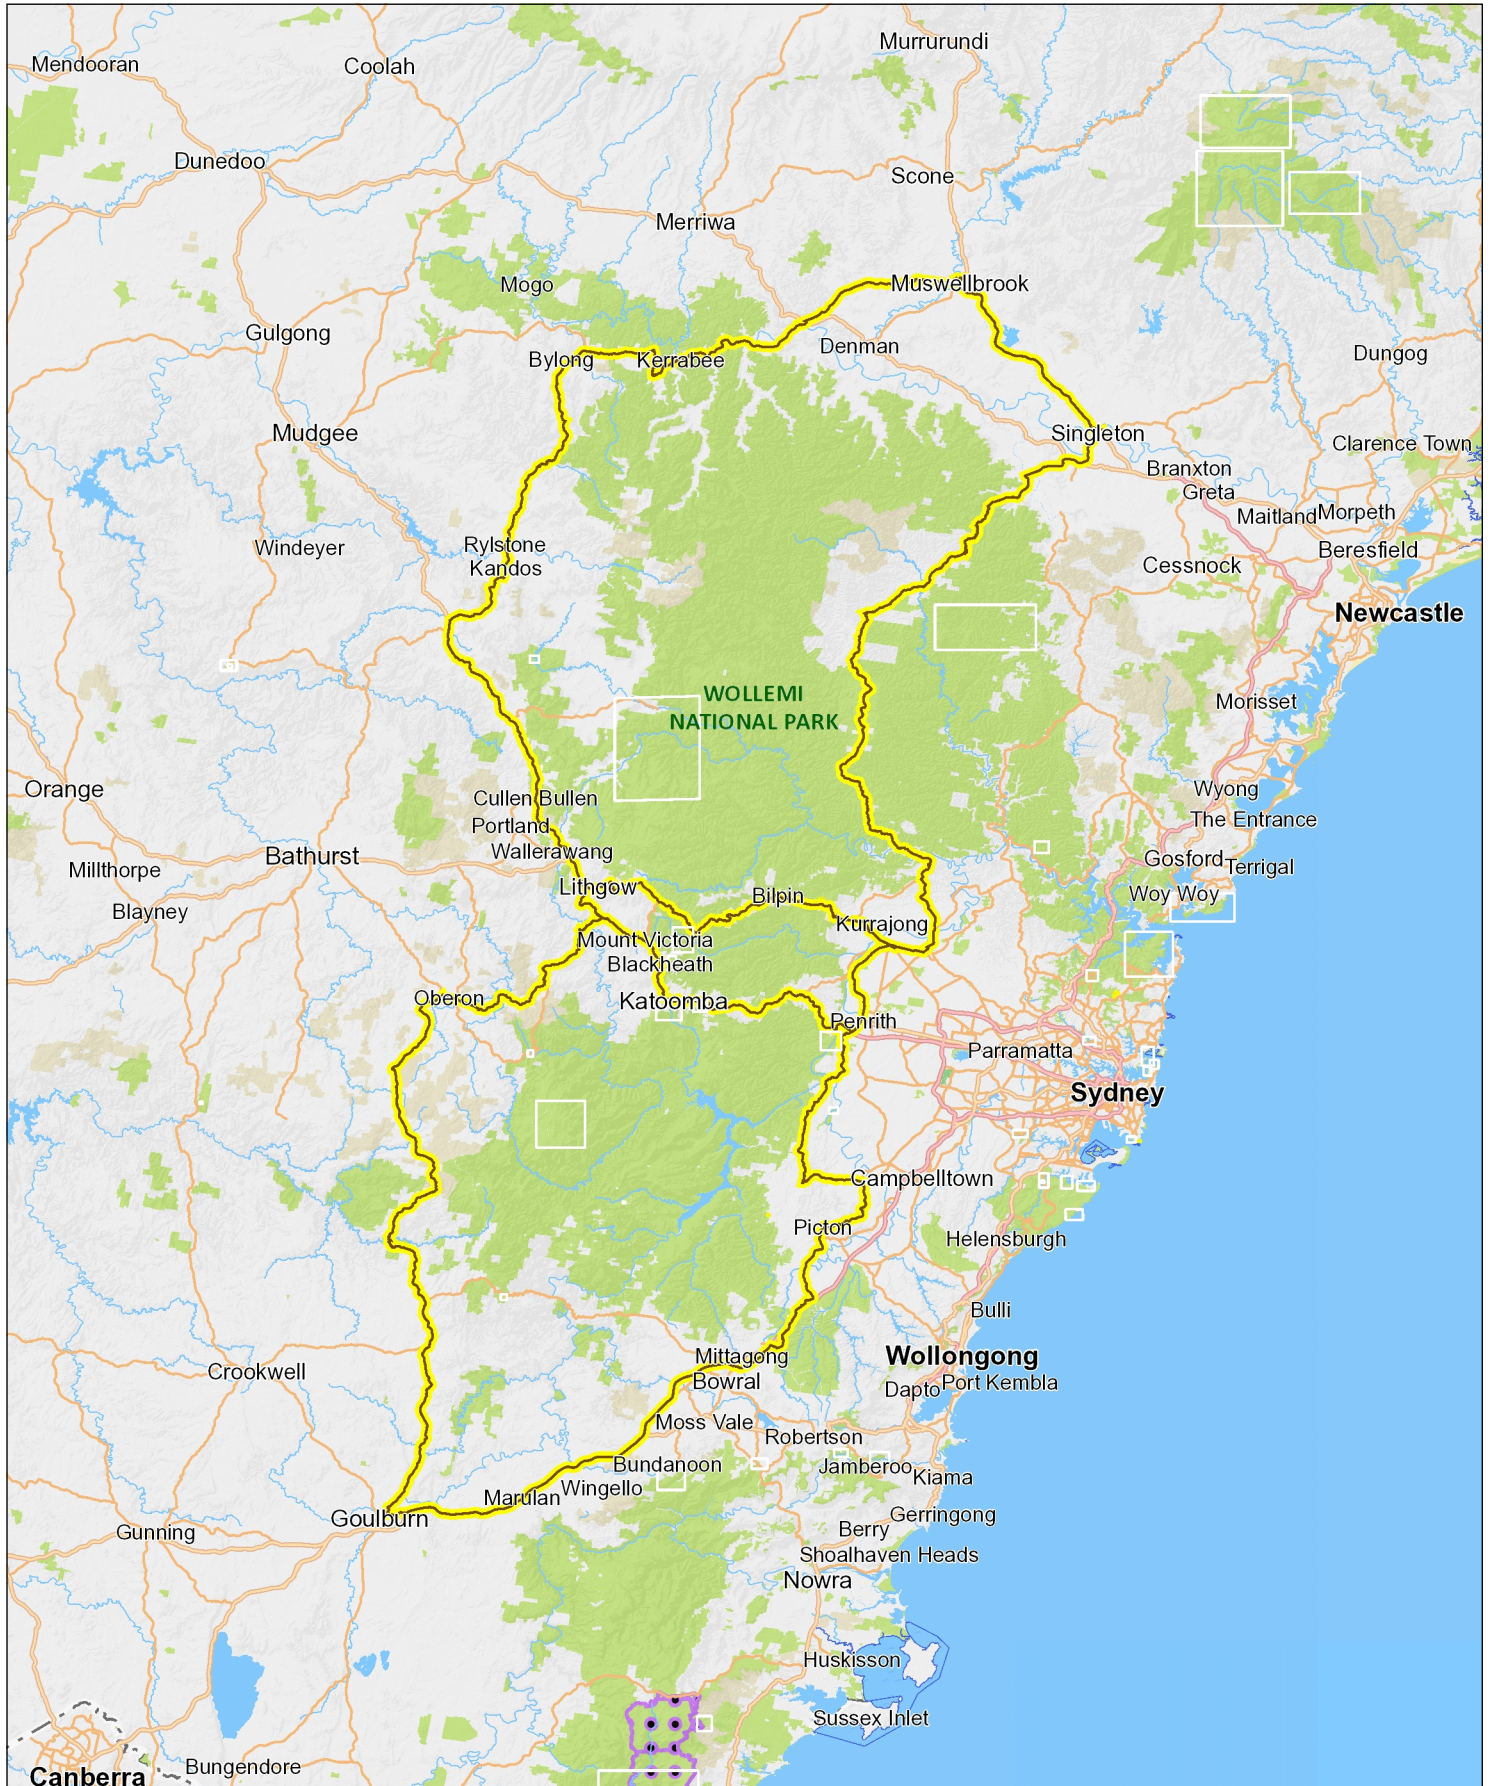 Murrurundi
Mendooran
Coolah
Dunedoo
Scone
Merriwa
Muswellbrook
Mogo
Gulgong
Denman
Dungog
Bylong
Kerrabee
Mudgee
Singleton
Clarence Town
Branxton
Greta
Maitland
Morpeth
Rylstone
Kandos
Windeyer
Beresfield
Cessnock
Newcastle
WOLLEMI
NATIONAL PARK
Morisset
Orange
Cullen Bullen
Wyong
Portland
The Entrance
Wallerawang
Bathurst
Millthorpe
Gosford
Terrigal
Lithgow
Bilpin
Woy Woy
Blayney
Kurrajong
Mount Victoria
Blackheath
Oberon
Katoomba
Penrith
Parramatta
Sydney
Campbelltown
Picton
Helensburgh
Bulli
Mittagong
Wollongong
Crookwell
Bowral
Dapto
Port Kembla
Moss Vale
Robertson
Bundanoon
Jamberoo
Kiama
Wingello
Marulan
Goulburn
Gerringong
Gunning
Berry
Shoalhaven Heads
Nowra
Huskisson
Sussex Inlet
Bungendore
Canberra